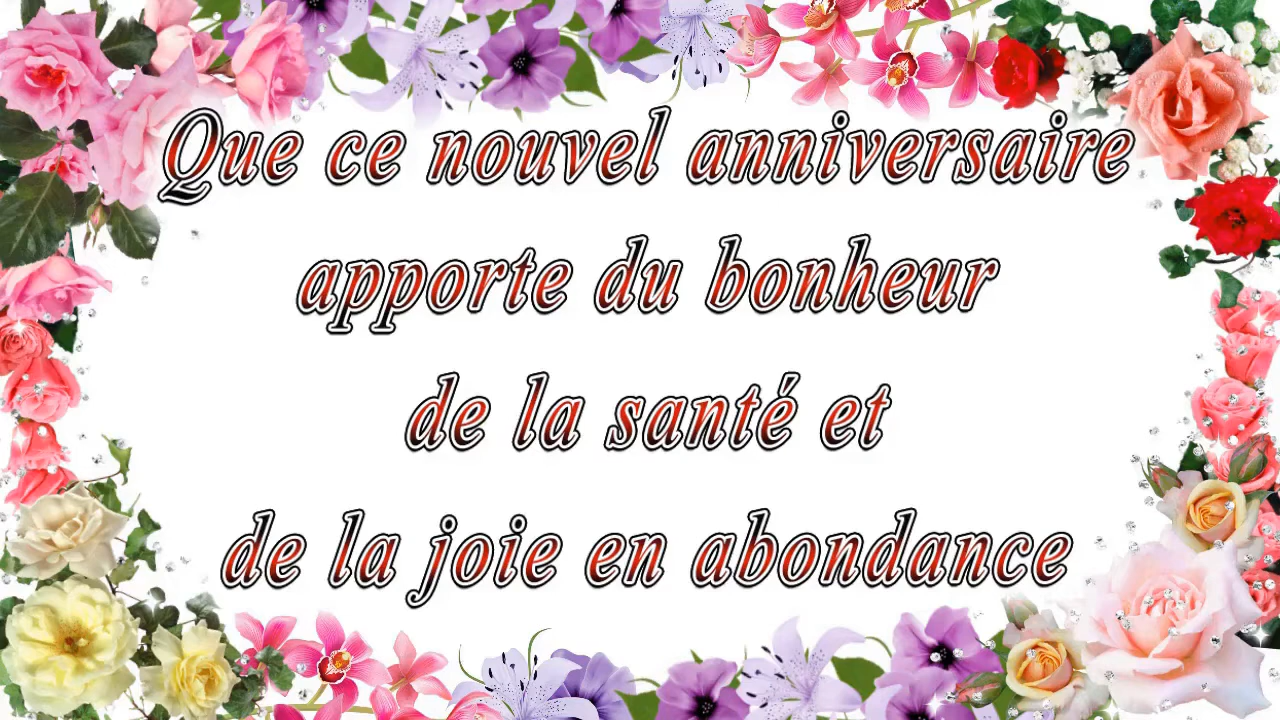 Que ce nouvel anniversaire
apporte du bonheur
de la santé et
de la joie en abondance